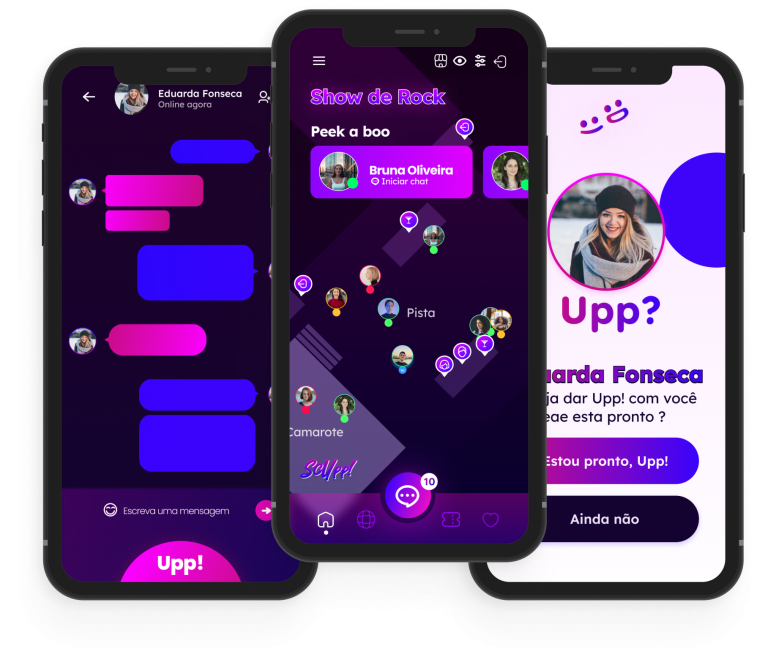 Eduarda Fonseca
Online agora
Escreva uma mensagem
Upp!
Show de Rock
Peek a boo
Bruna Oliveira
Iniciar chat
Pista
Camarote
ScUpp!
10
Upp?
arda Fonseca
ja dar Upp! com você
eae esta pronto ?
Estou pronto, Upp!
Ainda não